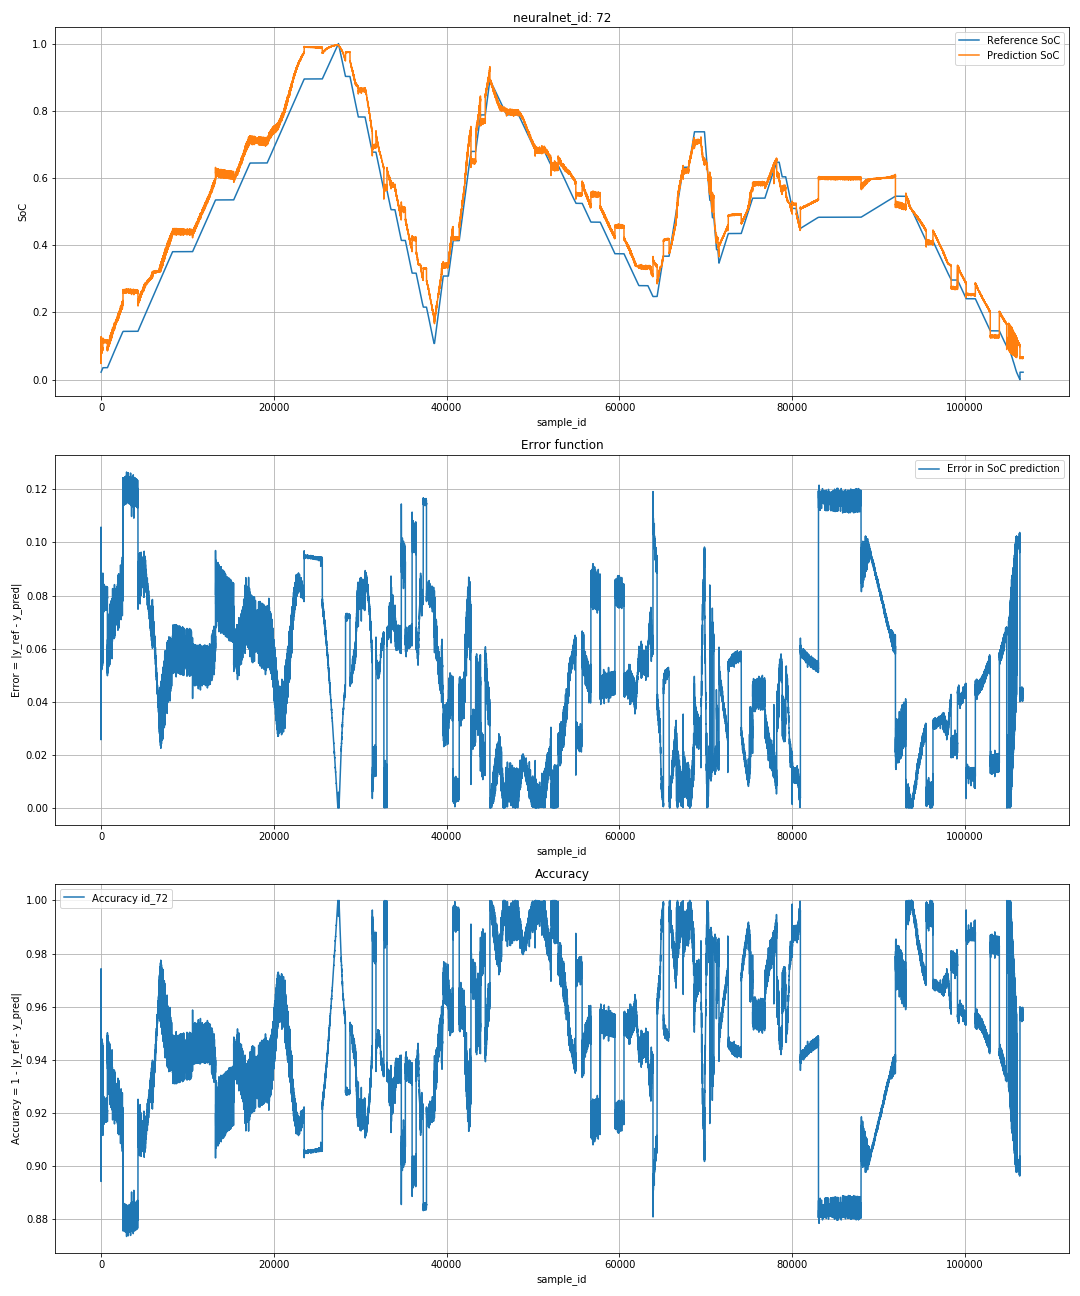 neuralnet_id: 72
Reference SoC
Prediction SoC
1.0
0.8
0.6
0.4
0.2
0.0
SoC
0 20000 40000 60000 80000 100000
sample_id
Error function
Error in SoC prediction
0.12
0.10
0.08
0.06
0.04
0.02
0.00
Error = |y_ref - y_pred|
0 20000 40000 60000 80000 100000
sample_id
Accuracy
Accuracy id_72
1.00
0.98
0.96
0.94
0.92
0.90
0.88
Accuracy = 1 - |y_ref - y_pred|
0 20000 40000 60000 80000 100000
sample_id